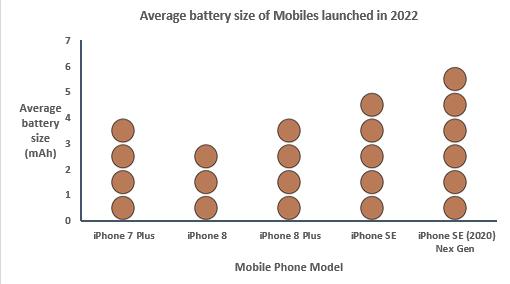 Average battery size of Mobiles launched in 2022
7
6
5
4
3
2
1
0
Average
battery
size
(mAh)
iPhone 7 Plus
iPhone 8
iPhone 8 Plus
iPhone SE
iPhone SE (2020)
Nex Gen
Mobile Phone Model